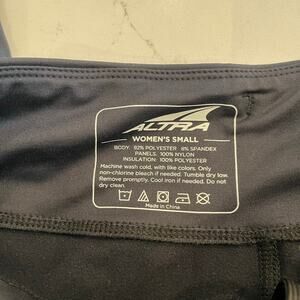 ALTRA
WOMEN'S SMALL
BODY: 92% POLYESTER 8% SPANDEX
PANELS: 100% NYLON
INSULATION: 100% POLYESTER
Machine wash cold, with like colors. Only
non-chlorine bleach if needed. Tumble dry low.
Remove promptly. Cool iron if needed. Do not
dry clean.
Made in China